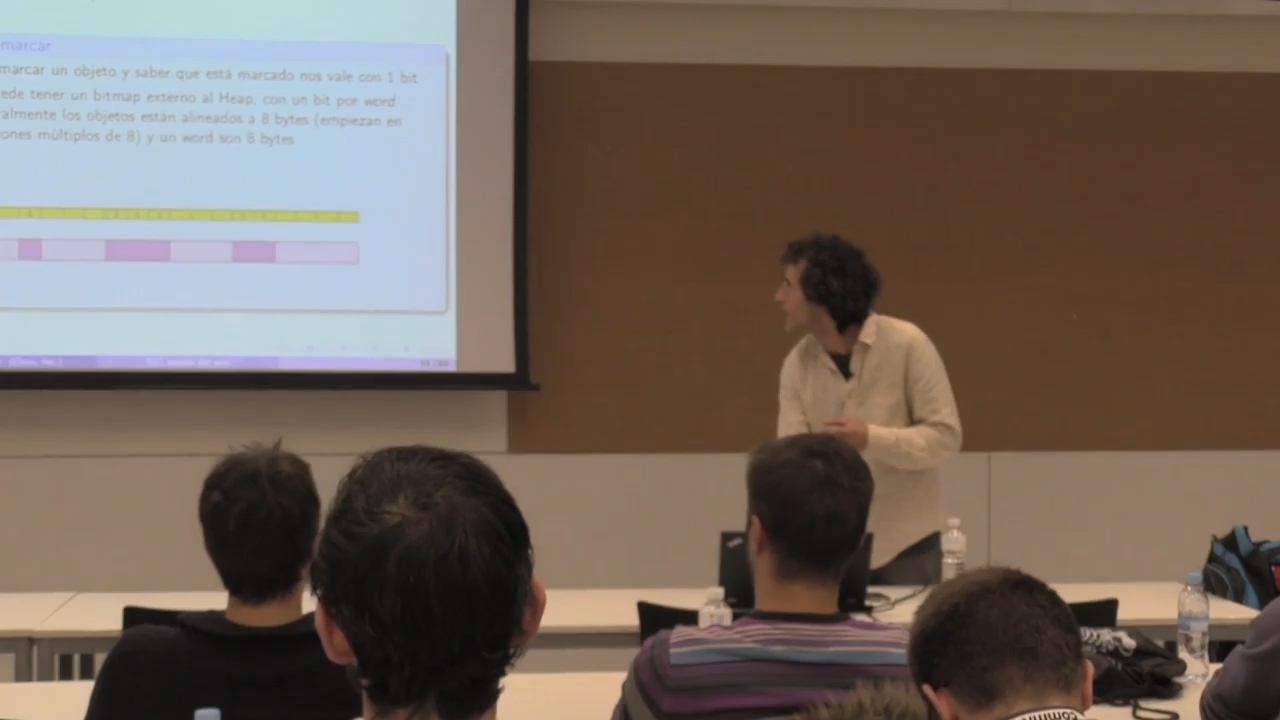 marcar
marcar un objeto y saber que está marcado nos vale con 1 bit
ede tener un bitmap externo al Heap, con un bit por word
ralmente los objetos están alineados a 8 bytes (empiezan en
ones múltiplos de 8) y un word son 8 bytes